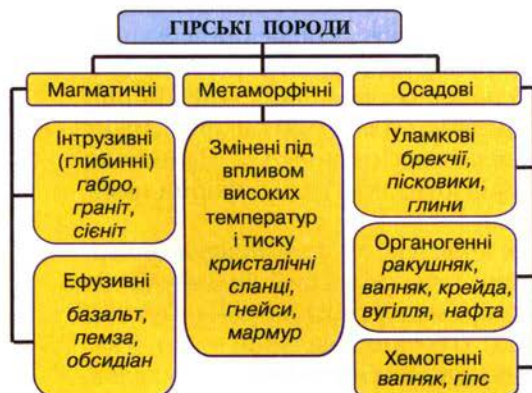 ГІРСЬКІ ПОРОДИ
Магматичні
Метаморфічні
Осадові
Інтрузивні
(глибинні)
габро,
граніт,
сієніт
Ефузивні
базальт,
пемза,
обсидіан
Змінені під
впливом
високих
температур
і тиску
кристалічні
сланці,
гнейси,
мармур
Уламкові
брекчії,
пісковики,
глини
Органогенні
ракушняк,
вапняк, крейда,
вугілля, нафта
Хемогенні
вапняк, гіпс